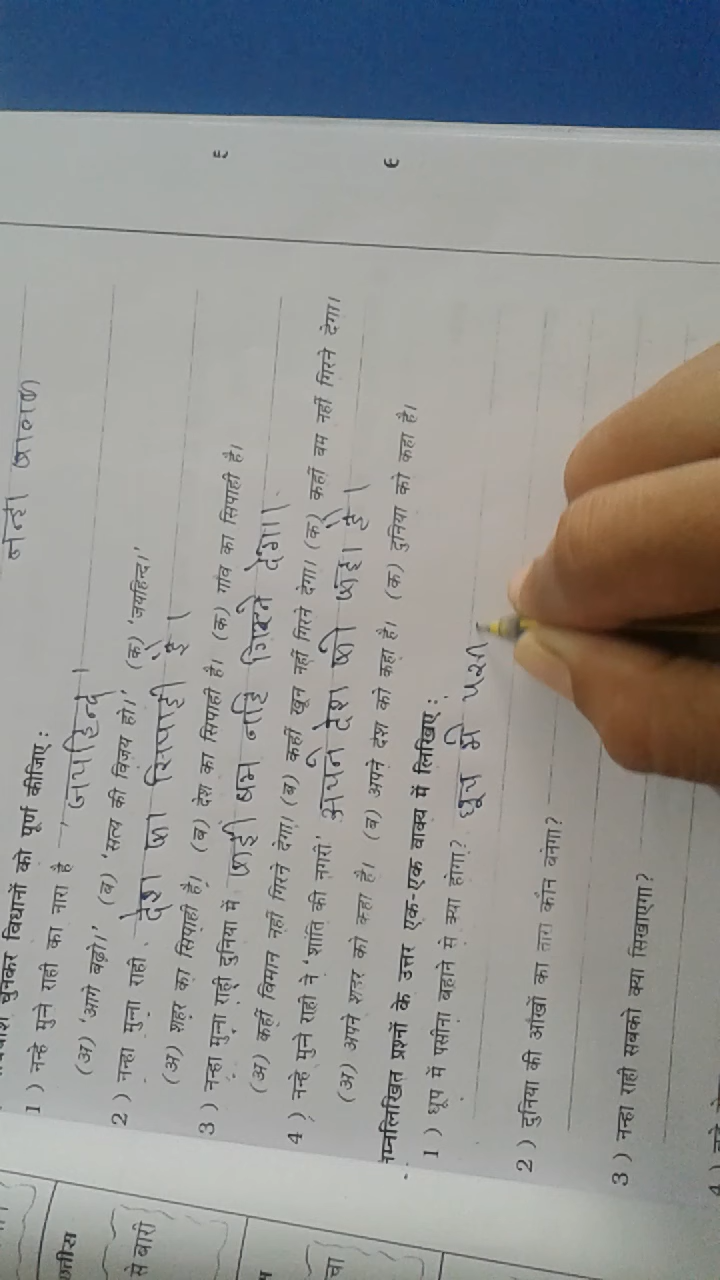 नन्हा बालक
चुनकर विधानों को पूर्ण कीजिए :
1 ) नन्हे मुन्ने राही का नारा है ' जयहिन्द ।
(अ) 'आगे बढ़ो।' (ब) 'सत्य की विजय हो।' (क) 'जयहिन्द।'
2 ) नन्हा मुन्ना राही . देश का सिपाही है ।
(अ) शहर का सिपाही है। (ब) देश का सिपाही है। (क) गाँव का सिपाही है।
3 ) नन्हा मुन्ना राही दुनिया में कही बम नहि गिरने देगा।
(अ) कहीं विमान नहीं गिरने देगा। (ब) कहीं खून नहीं गिरने देगा। (क) कहीं बम नहीं गिरने देगा।
4 ) नन्हे मुन्ने राही ने 'शांति की नगरी' अपने देश को कहा है ।
(अ) अपने शहर को कहा है। (ब) अपने देश को कहा है। (क) दुनिया को कहा है।
निम्नलिखित प्रश्नों के उत्तर एक-एक वाक्य में लिखिए :
1 ) धूप में पसीना बहाने से क्या होगा? धूप मे पसी
2 ) दुनिया की आँखों का तारा कौन बनेगा?
3 ) नन्हा राही सबको क्या सिखाएगा?
4 )
से बारी